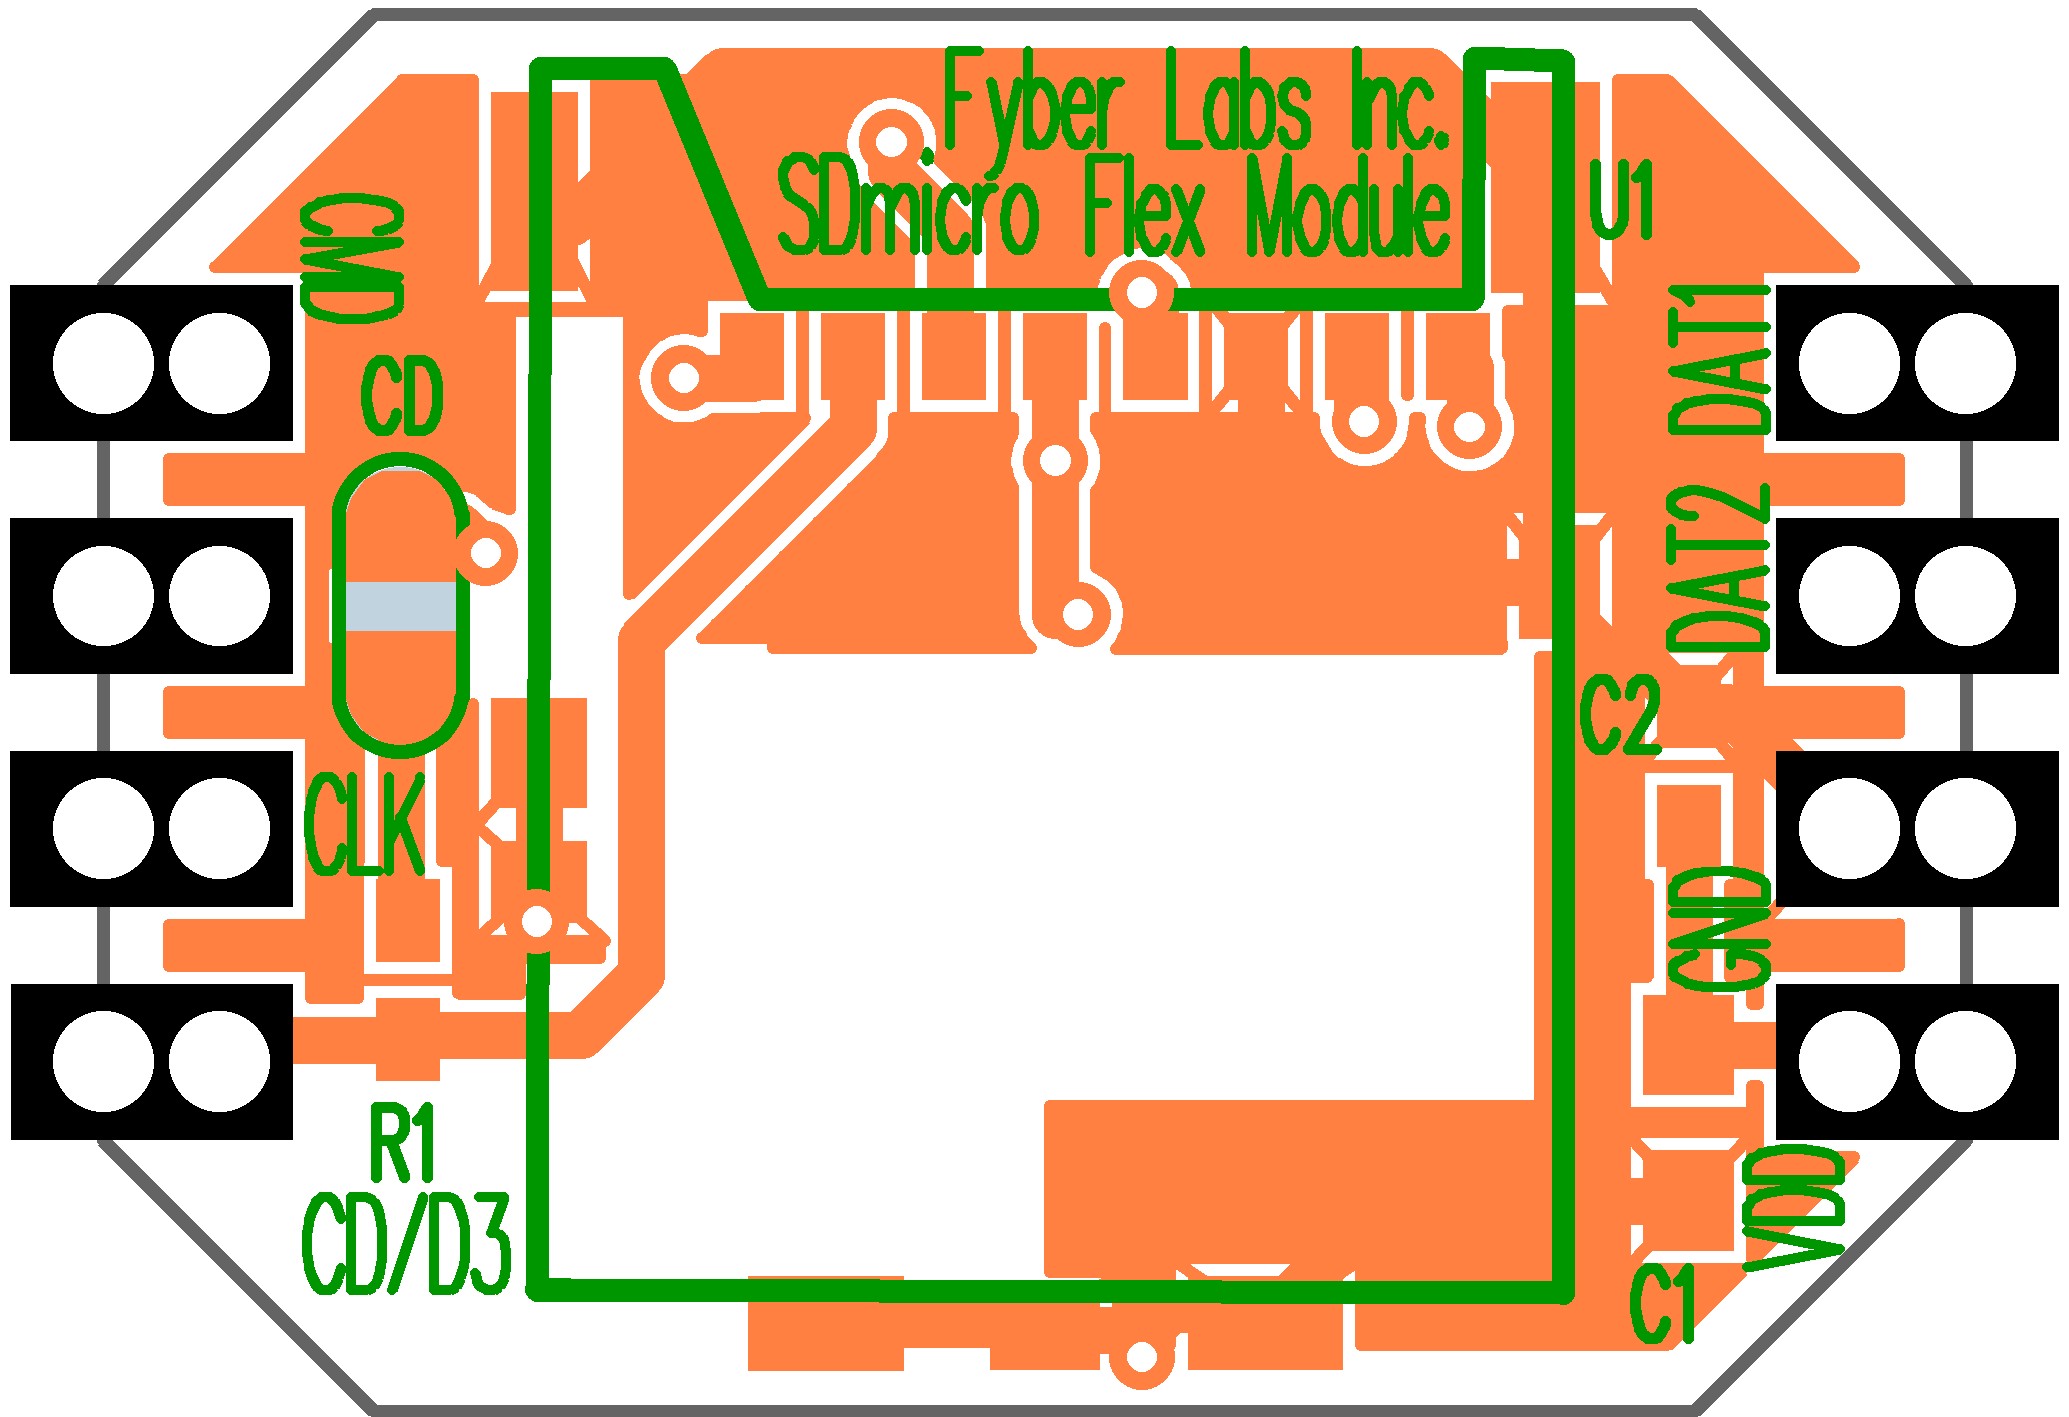 Fyber Labs Inc.
SDmicro Flex Module
U1
CMD
CD
CLK
R1
CD/D3
DAT1
DAT2
C2
GND
VDD
C1